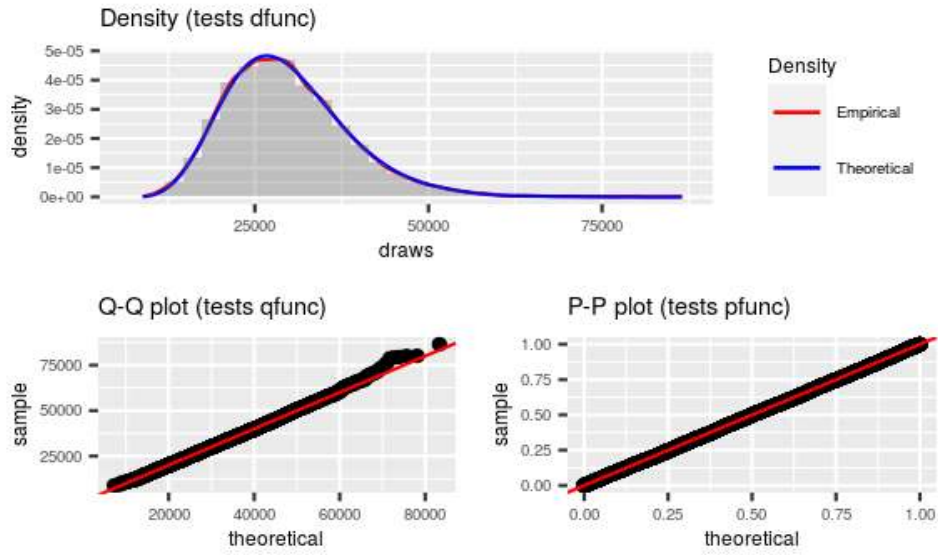 Density (tests dfunc)
5e-05
4e-05
3e-05
2e-05
1e-05
0e+00
density
25000 50000 75000
draws
Density
Empirical
Theoretical
Q-Q plot (tests qfunc)
75000
50000
25000
sample
20000 40000 60000 80000
theoretical
P-P plot (tests pfunc)
1.00
0.75
0.50
0.25
0.00
sample
0.00 0.25 0.50 0.75 1.00
theoretical